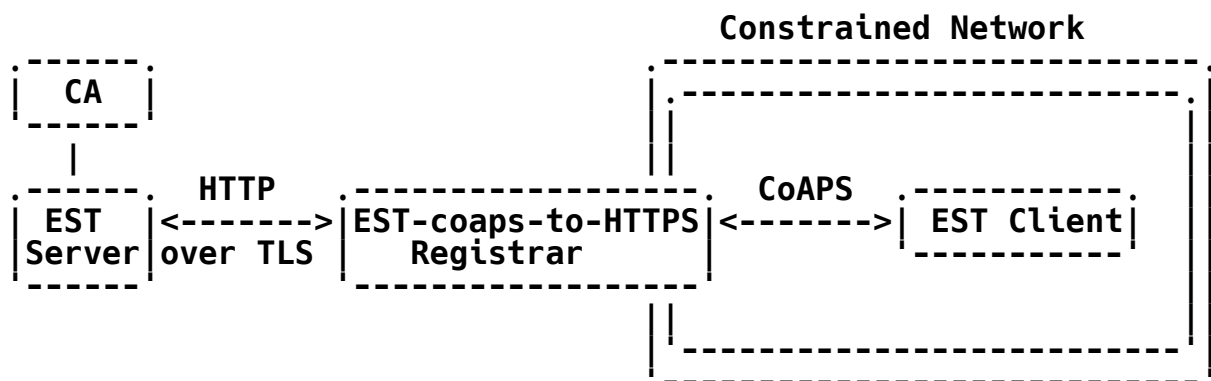 Constrained Network
CA
HTTP CoAPS
EST <-------> EST-coaps-to-HTTPS <-------> EST Client
Server over TLS Registrar